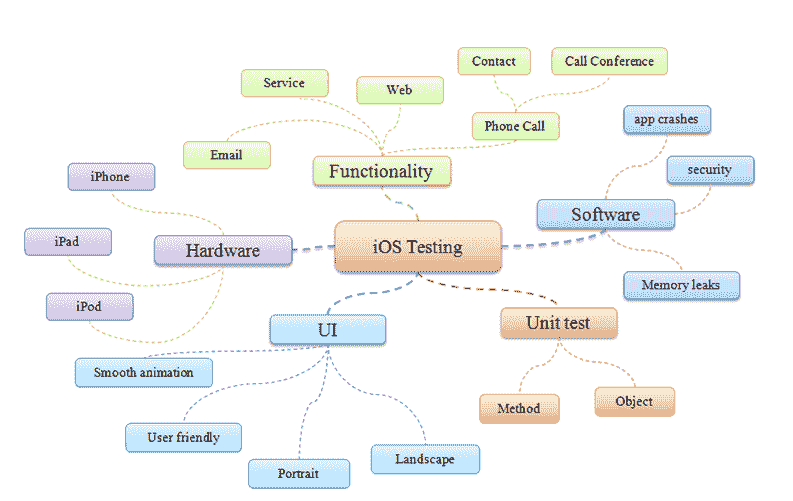 Contact
Call Conference
Service
Web
Phone Call
app crashes
Email
Functionality
security
iPhone
Software
iPad
Hardware
iOS Testing
Memory leaks
iPod
UI
Unit test
Smooth animation
Method
Object
User friendly
Portrait
Landscape